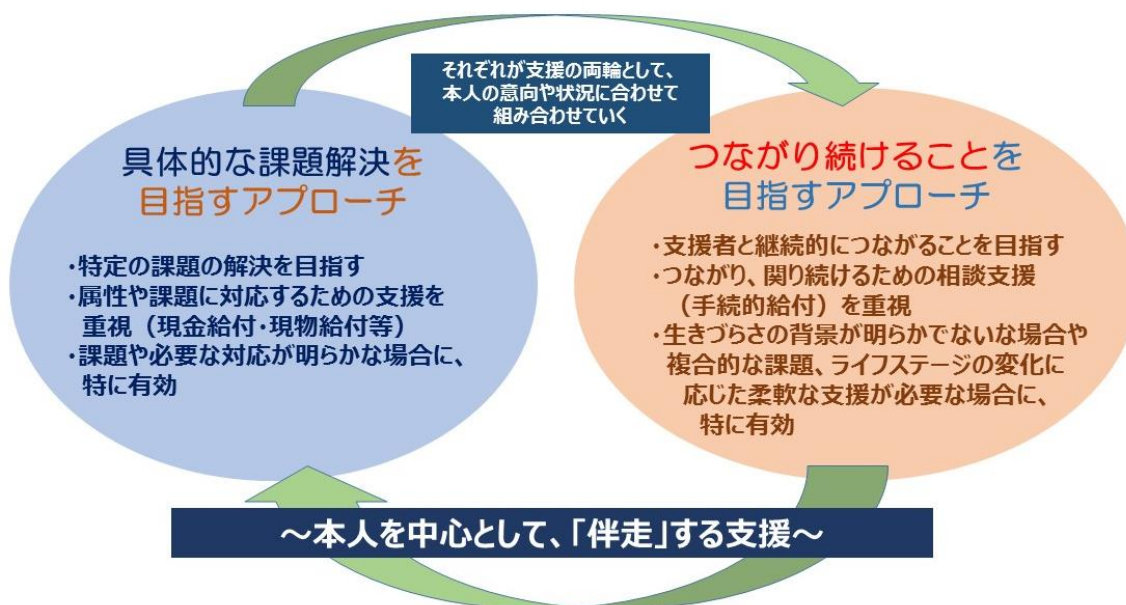 それぞれが支援の両輪として、
本人の意向や状況に合わせて
組み合わせていく
具体的な課題解決を
目指すアプローチ
・特定の課題の解決を目指す
・属性や課題に対応するための支援を
重視（現金給付・現物給付等）
・課題や必要な対応が明らかな場合に、
特に有効
つながり続けることを
目指すアプローチ
・支援者と継続的につながることを目指す
・つながり、関り続けるための相談支援
（手続的給付）を重視
・生きづらさの背景が明らかでないな場合や
複合的な課題、ライフステージの変化に
応じた柔軟な支援が必要な場合に、
特に有効
～本人を中心として、「伴走」する支援～